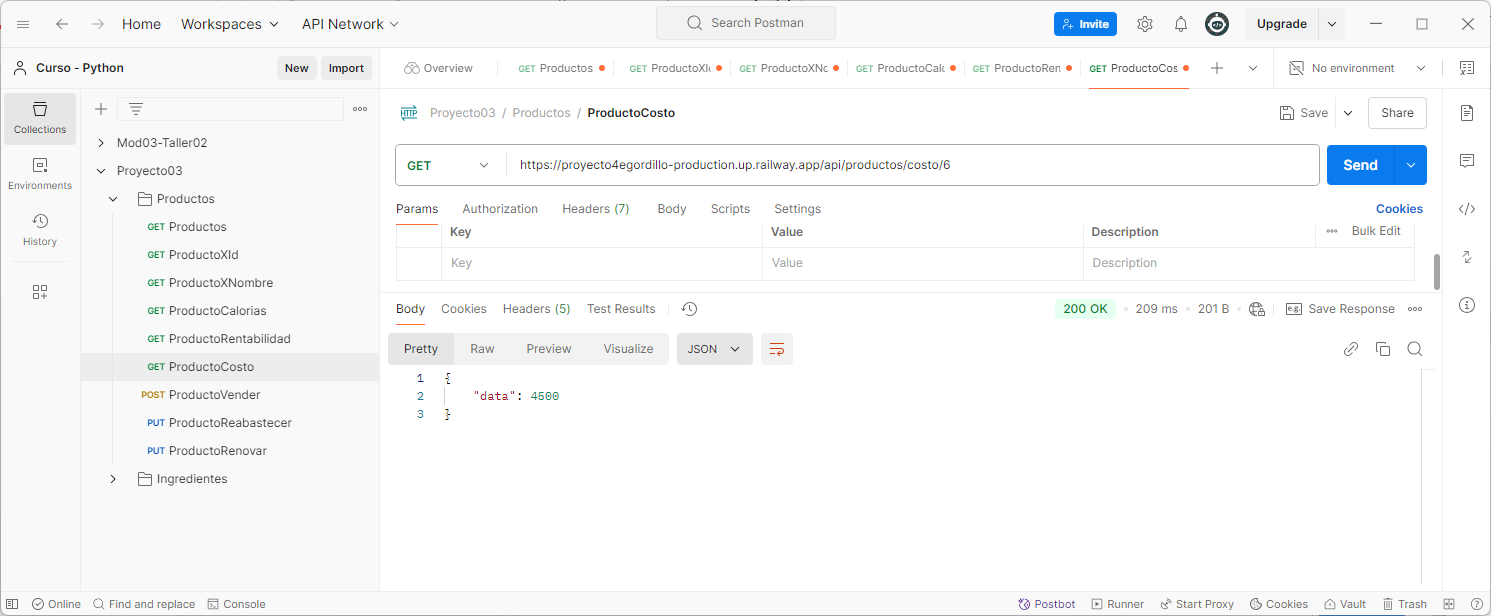 Home Workspaces API Network Search Postman Invite Upgrade
Curso - Python New Import Overview GET Productos GET ProductoXId GET ProductoXNo GET ProductoCalo GET ProductoRen GET ProductoCos No environment
Collections
Environments
History
Mod03-Taller02
Proyecto03
Productos
GET Productos
GET ProductoXId
GET ProductoXNombre
GET ProductoCalorias
GET ProductoRentabilidad
GET ProductoCosto
POST ProductoVender
PUT ProductoReabastecer
PUT ProductoRenovar
Ingredientes
HTTP Proyecto03 / Productos / ProductoCosto Save Share
GET https://proyecto4egordillo-production.up.railway.app/api/productos/costo/6 Send
Params Authorization Headers (7) Body Scripts Settings Cookies
Key Value Description Bulk Edit
Key Value Description
Body Cookies Headers (5) Test Results 200 OK • 209 ms • 201 B • e.g. Save Response
Pretty Raw Preview Visualize JSON
1 {
2 "data": 4500
3 }
Online Find and replace Console Postbot Runner Start Proxy Cookies Vault Trash